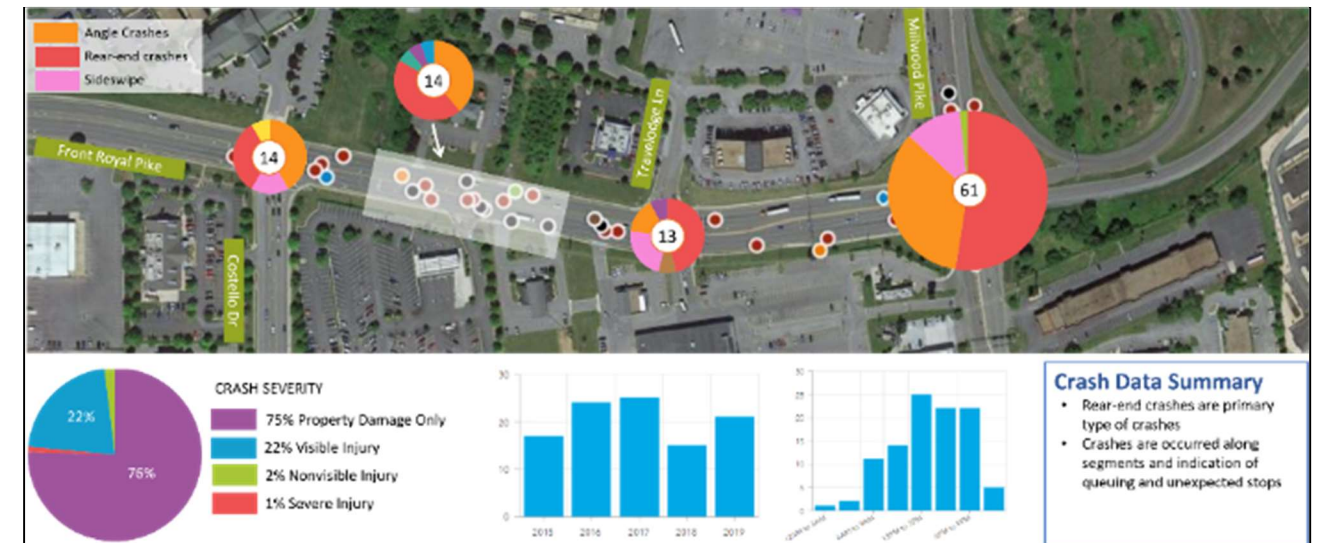 Angle Crashes
Rear-end crashes
Sideswipe
Front Royal Pike
Costello Dr
Travelodge Ln
Millwood Pike
14
14
13
61
22%
76%
CRASH SEVERITY
75% Property Damage Only
22% Visible Injury
2% Nonvisible Injury
1% Severe Injury
30
20
10
0
2015
2016
2017
2018
2019
30
25
20
15
10
5
0
Crash Data Summary
• Rear-end crashes are primary
type of crashes
• Crashes are occurred along
segments and indication of
queuing and unexpected stops